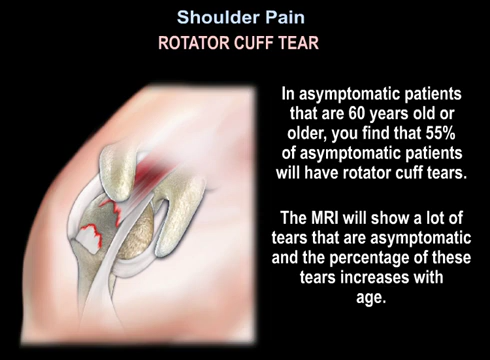 Shoulder Pain
ROTATOR CUFF TEAR
In asymptomatic patients
that are 60 years old or
older, you find that 55%
of asymptomatic patients
will have rotator cuff tears.
The MRI will show a lot of
tears that are asymptomatic
and the percentage of these
tears increases with
age.